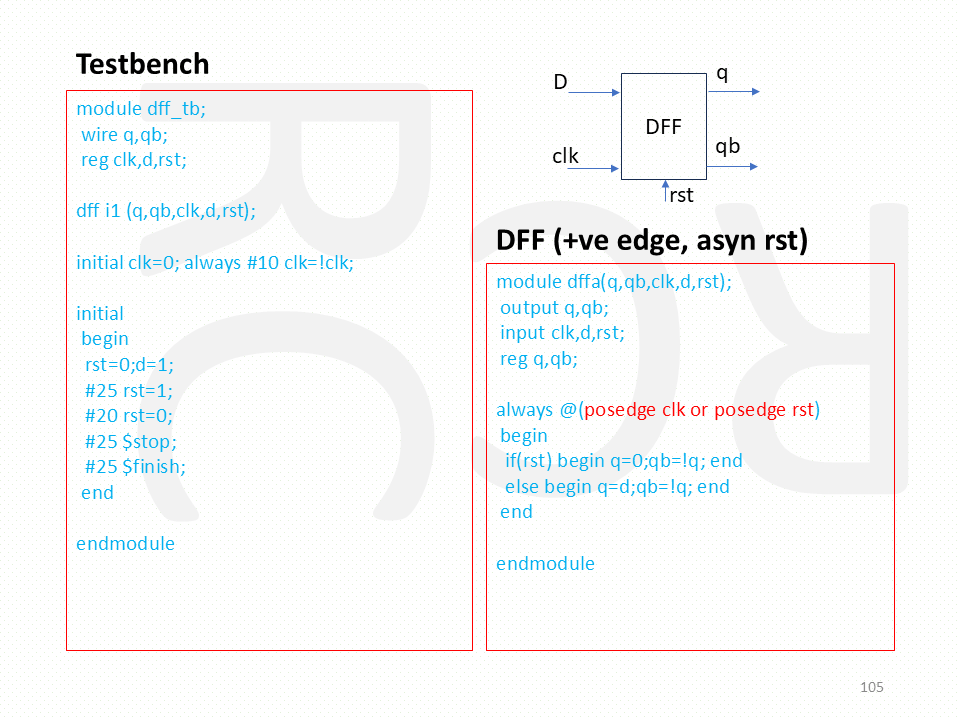 Testbench
module dff_tb;
wire q,qb;
reg clk,d,rst;
dff i1 (q,qb,clk,d,rst);
initial clk=0; always #10 clk=!clk;
initial
begin
rst=0;d=1;
#25 rst=1;
#20 rst=0;
#25 $stop;
#25 $finish;
end
endmodule
D
q
DFF
clk
qb
rst
DFF (+ve edge, asyn rst)
module dffa(q,qb,clk,d,rst);
output q,qb;
input clk,d,rst;
reg q,qb;
always @(posedge clk or posedge rst)
begin
if(rst) begin q=0;qb=!q; end
else begin q=d;qb=!q; end
end
endmodule
105